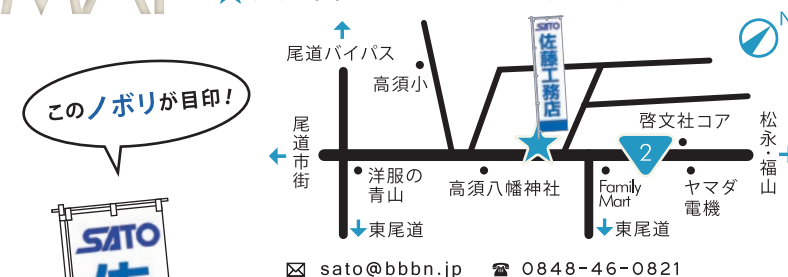 MAP
このノボリが目印!
尾道バイパス
高須小
SATO
佐藤工務店
N
尾道市街
啓文社コア
松永・福山
2
洋服の
青山
高須八幡神社
Family
Mart
ヤマダ
電機
東尾道
東尾道
SATO
sato@bbbn.jp 0848-46-0821